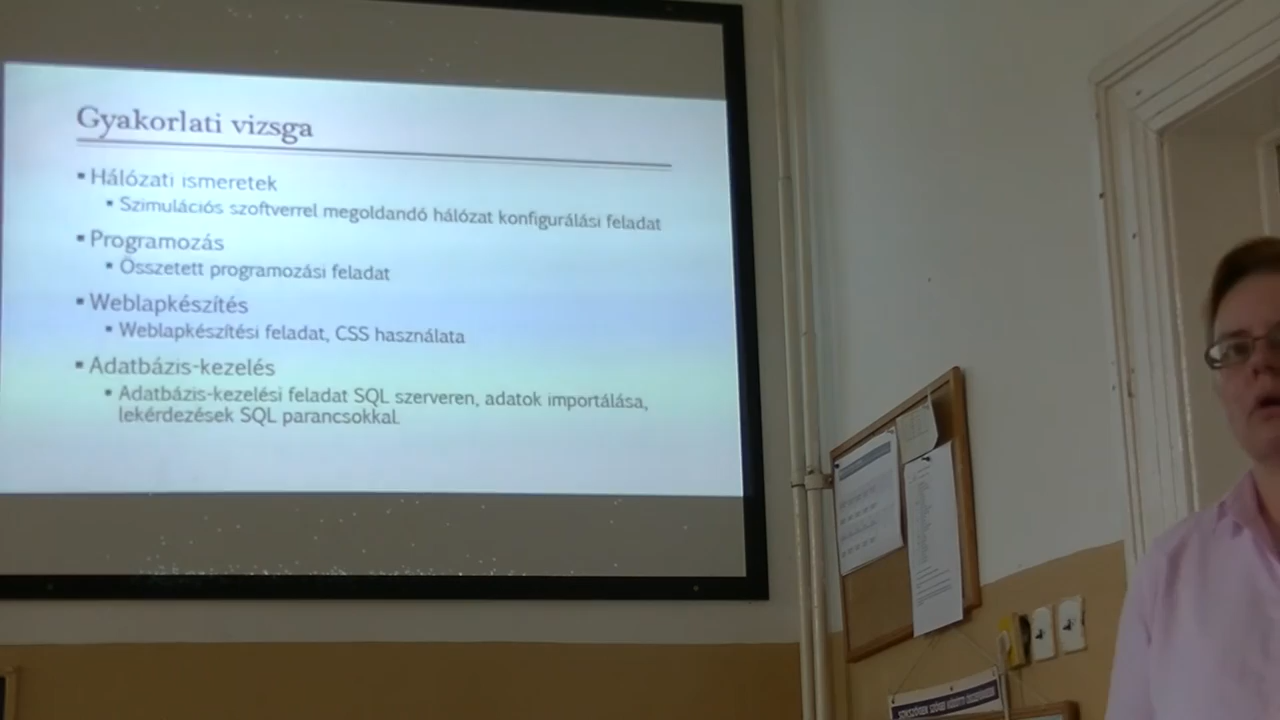 Gyakorlati vizsga
▪ Hálózati ismeretek
▪ Szimulációs szoftverrel megoldandó hálózat konfigurálási feladat
▪ Programozás
▪ Összetett programozási feladat
▪ Weblapkészítés
▪ Weblapkészítési feladat, CSS használata
▪ Adatbázis-kezelés
▪ Adatbázis-kezelési feladat SQL szerveren, adatok importálása,
lekérdezések SQL parancsokkal.